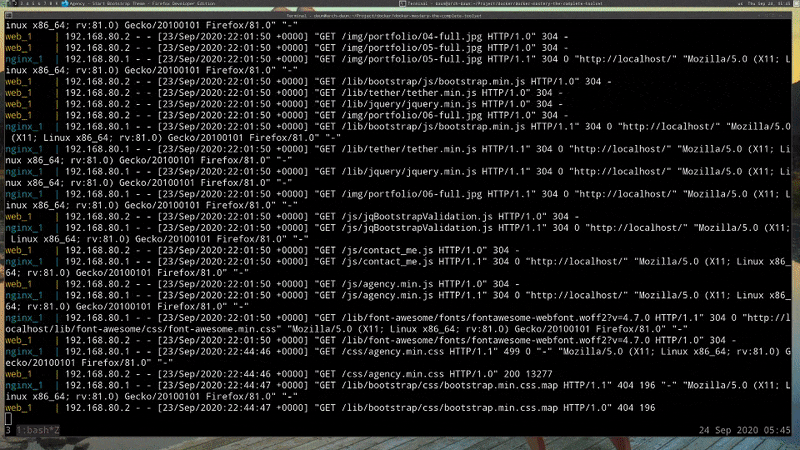 Agency - Start Bootstrap Theme - Firefox Developer Edition
inux x86_64; rv:81.0) Gecko/20100101 Firefox/81.0" "-"
web_1    | 192.168.80.2 - - [23/Sep/2020:22:01:50 +0000] "GET /img/portfolio/04-full.jpg HTTP/1.0" 304 -
web_1    | 192.168.80.2 - - [23/Sep/2020:22:01:50 +0000] "GET /img/portfolio/05-full.jpg HTTP/1.0" 304 -
nginx_1  | 192.168.80.1 - - [23/Sep/2020:22:01:50 +0000] "GET /img/portfolio/05-full.jpg HTTP/1.1" 304 0 "http://localhost/" "Mozilla/5.0 (X11; L
inux x86_64; rv:81.0) Gecko/20100101 Firefox/81.0" "-"
web_1    | 192.168.80.2 - - [23/Sep/2020:22:01:50 +0000] "GET /lib/bootstrap/js/bootstrap.min.js HTTP/1.0" 304 -
web_1    | 192.168.80.2 - - [23/Sep/2020:22:01:50 +0000] "GET /lib/tether/tether.min.js HTTP/1.0" 304 -
web_1    | 192.168.80.2 - - [23/Sep/2020:22:01:50 +0000] "GET /lib/jquery/jquery.min.js HTTP/1.0" 304 -
web_1    | 192.168.80.2 - - [23/Sep/2020:22:01:50 +0000] "GET /img/portfolio/06-full.jpg HTTP/1.0" 304 -
nginx_1  | 192.168.80.1 - - [23/Sep/2020:22:01:50 +0000] "GET /lib/bootstrap/js/bootstrap.min.js HTTP/1.1" 304 0 "http://localhost/" "Mozilla/5.0
(X11; Linux x86_64; rv:81.0) Gecko/20100101 Firefox/81.0" "-"
nginx_1  | 192.168.80.1 - - [23/Sep/2020:22:01:50 +0000] "GET /lib/tether/tether.min.js HTTP/1.1" 304 0 "http://localhost/" "Mozilla/5.0 (X11; Li
nux x86_64; rv:81.0) Gecko/20100101 Firefox/81.0" "-"
nginx_1  | 192.168.80.1 - - [23/Sep/2020:22:01:50 +0000] "GET /lib/jquery/jquery.min.js HTTP/1.1" 304 0 "http://localhost/" "Mozilla/5.0 (X11; Li
nux x86_64; rv:81.0) Gecko/20100101 Firefox/81.0" "-"
nginx_1  | 192.168.80.1 - - [23/Sep/2020:22:01:50 +0000] "GET /img/portfolio/06-full.jpg HTTP/1.1" 304 0 "http://localhost/" "Mozilla/5.0 (X11; L
inux x86_64; rv:81.0) Gecko/20100101 Firefox/81.0" "-"
web_1    | 192.168.80.2 - - [23/Sep/2020:22:01:50 +0000] "GET /js/jqBootstrapValidation.js HTTP/1.0" 304 -
nginx_1  | 192.168.80.1 - - [23/Sep/2020:22:01:50 +0000] "GET /js/jqBootstrapValidation.js HTTP/1.1" 304 0 "http://localhost/" "Mozilla/5.0 (X11;
Linux x86_64; rv:81.0) Gecko/20100101 Firefox/81.0" "-"
web_1    | 192.168.80.2 - - [23/Sep/2020:22:01:50 +0000] "GET /js/contact_me.js HTTP/1.0" 304 -
nginx_1  | 192.168.80.1 - - [23/Sep/2020:22:01:50 +0000] "GET /js/contact_me.js HTTP/1.1" 304 0 "http://localhost/" "Mozilla/5.0 (X11; Linux x86_
64; rv:81.0) Gecko/20100101 Firefox/81.0" "-"
web_1    | 192.168.80.2 - - [23/Sep/2020:22:01:50 +0000] "GET /js/agency.min.js HTTP/1.0" 304 -
nginx_1  | 192.168.80.1 - - [23/Sep/2020:22:01:50 +0000] "GET /js/agency.min.js HTTP/1.1" 304 0 "http://localhost/" "Mozilla/5.0 (X11; Linux x86_
64; rv:81.0) Gecko/20100101 Firefox/81.0" "-"
nginx_1  | 192.168.80.1 - - [23/Sep/2020:22:01:50 +0000] "GET /lib/font-awesome/fonts/fontawesome-webfont.woff2?v=4.7.0 HTTP/1.1" 304 0 "http://l
ocalhost/lib/font-awesome/css/font-awesome.min.css" "Mozilla/5.0 (X11; Linux x86_64; rv:81.0) Gecko/20100101 Firefox/81.0" "-"
web_1    | 192.168.80.2 - - [23/Sep/2020:22:01:50 +0000] "GET /lib/font-awesome/fonts/fontawesome-webfont.woff2?v=4.7.0 HTTP/1.0" 304 -
nginx_1  | 192.168.80.1 - - [23/Sep/2020:22:44:46 +0000] "GET /css/agency.min.css HTTP/1.1" 499 0 "-" "Mozilla/5.0 (X11; Linux x86_64; rv:81.0) G
ecko/20100101 Firefox/81.0" "-"
web_1    | 192.168.80.2 - - [23/Sep/2020:22:44:46 +0000] "GET /css/agency.min.css HTTP/1.0" 200 13277
nginx_1  | 192.168.80.1 - - [23/Sep/2020:22:44:47 +0000] "GET /lib/bootstrap/css/bootstrap.min.css.map HTTP/1.1" 404 196 "-" "Mozilla/5.0 (X11; L
inux x86_64; rv:81.0) Gecko/20100101 Firefox/81.0" "-"
web_1    | 192.168.80.2 - - [23/Sep/2020:22:44:47 +0000] "GET /lib/bootstrap/css/bootstrap.min.css.map HTTP/1.0" 404 196
3 1:bash*Z 24 Sep 2020 05:45